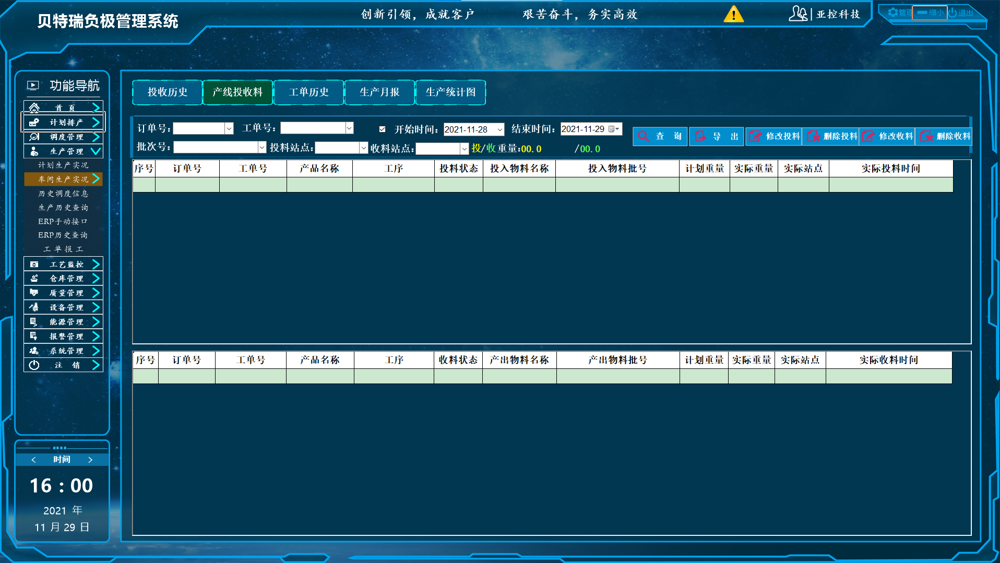 贝特瑞负极管理系统
创新引领，成就客户 艰苦奋斗，务实高效
亚控科技
管理 缩小 退出
功能导航
首 页
计划排产
调度管理
生产管理
计划生产实况
车间生产实况
历史调度信息
生产历史查询
ERP手动接口
ERP历史查询
工 单 报 工
工艺监控
仓库管理
质量管理
设备管理
能源管理
报警管理
系统管理
注 销
时间
16 : 00
2021 年
11 月 29 日
投收历史 产线投收料 工单历史 生产月报 生产统计图
订单号: 工单号: 开始时间: 2021-11-28 结束时间: 2021-11-29
查 询 导 出 修改投料 删除投料 修改收料 删除收料
批次号: 投料站点: 收料站点: 投/收重量:00.0 /00.0
序号 订单号 工单号 产品名称 工序 投料状态 投入物料名称 投入物料批号 计划重量 实际重量 实际站点 实际投料时间
序号 订单号 工单号 产品名称 工序 收料状态 产出物料名称 产出物料批号 计划重量 实际重量 实际站点 实际收料时间